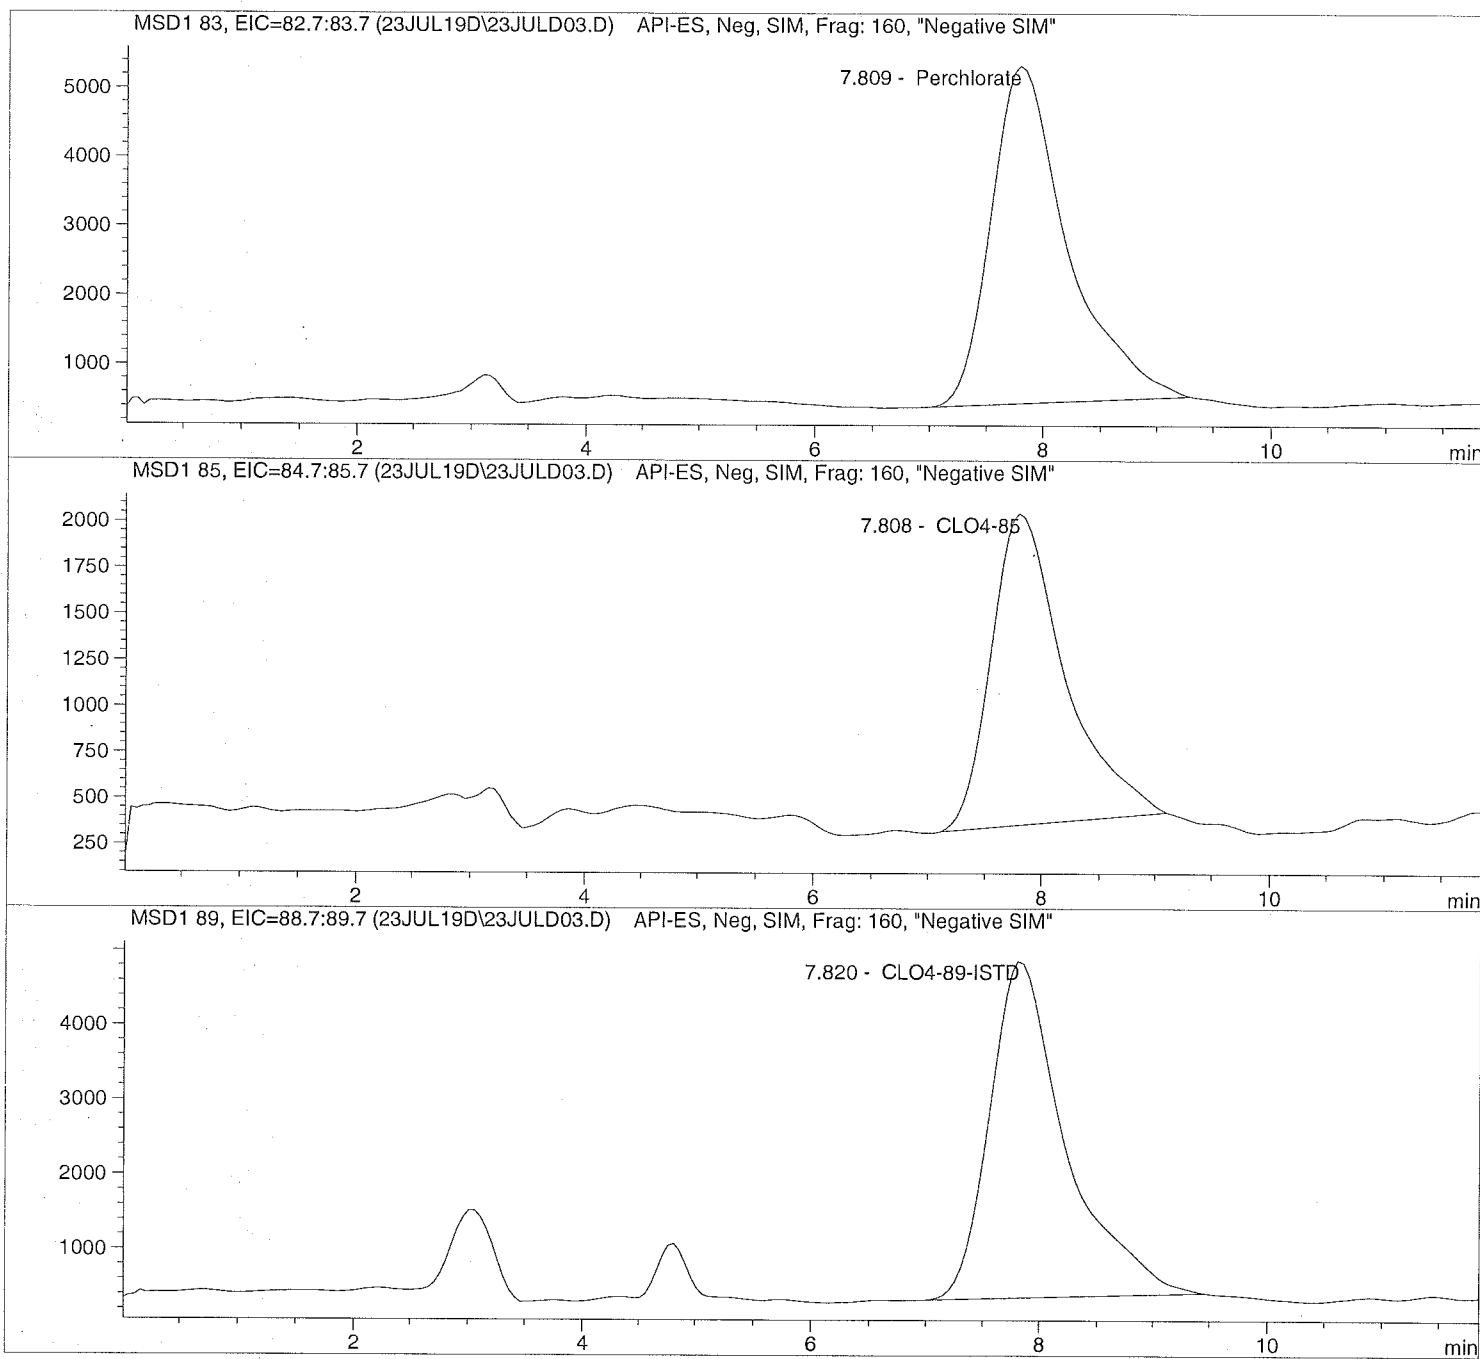 MSD1 83, EIC=82.7:83.7 (23JUL19D\23JULD03.D) API-ES, Neg, SIM, Frag: 160, "Negative SIM"
7.809 - Perchlorate
5000
4000
3000
2000
1000
2 4 6 8 10 min
MSD1 85, EIC=84.7:85.7 (23JUL19D\23JULD03.D) API-ES, Neg, SIM, Frag: 160, "Negative SIM"
7.808 - CLO4-85
2000
1750
1500
1250
1000
750
500
250
2 4 6 8 10 min
MSD1 89, EIC=88.7:89.7 (23JUL19D\23JULD03.D) API-ES, Neg, SIM, Frag: 160, "Negative SIM"
7.820 - CLO4-89-ISTD
4000
3000
2000
1000
2 4 6 8 10 min